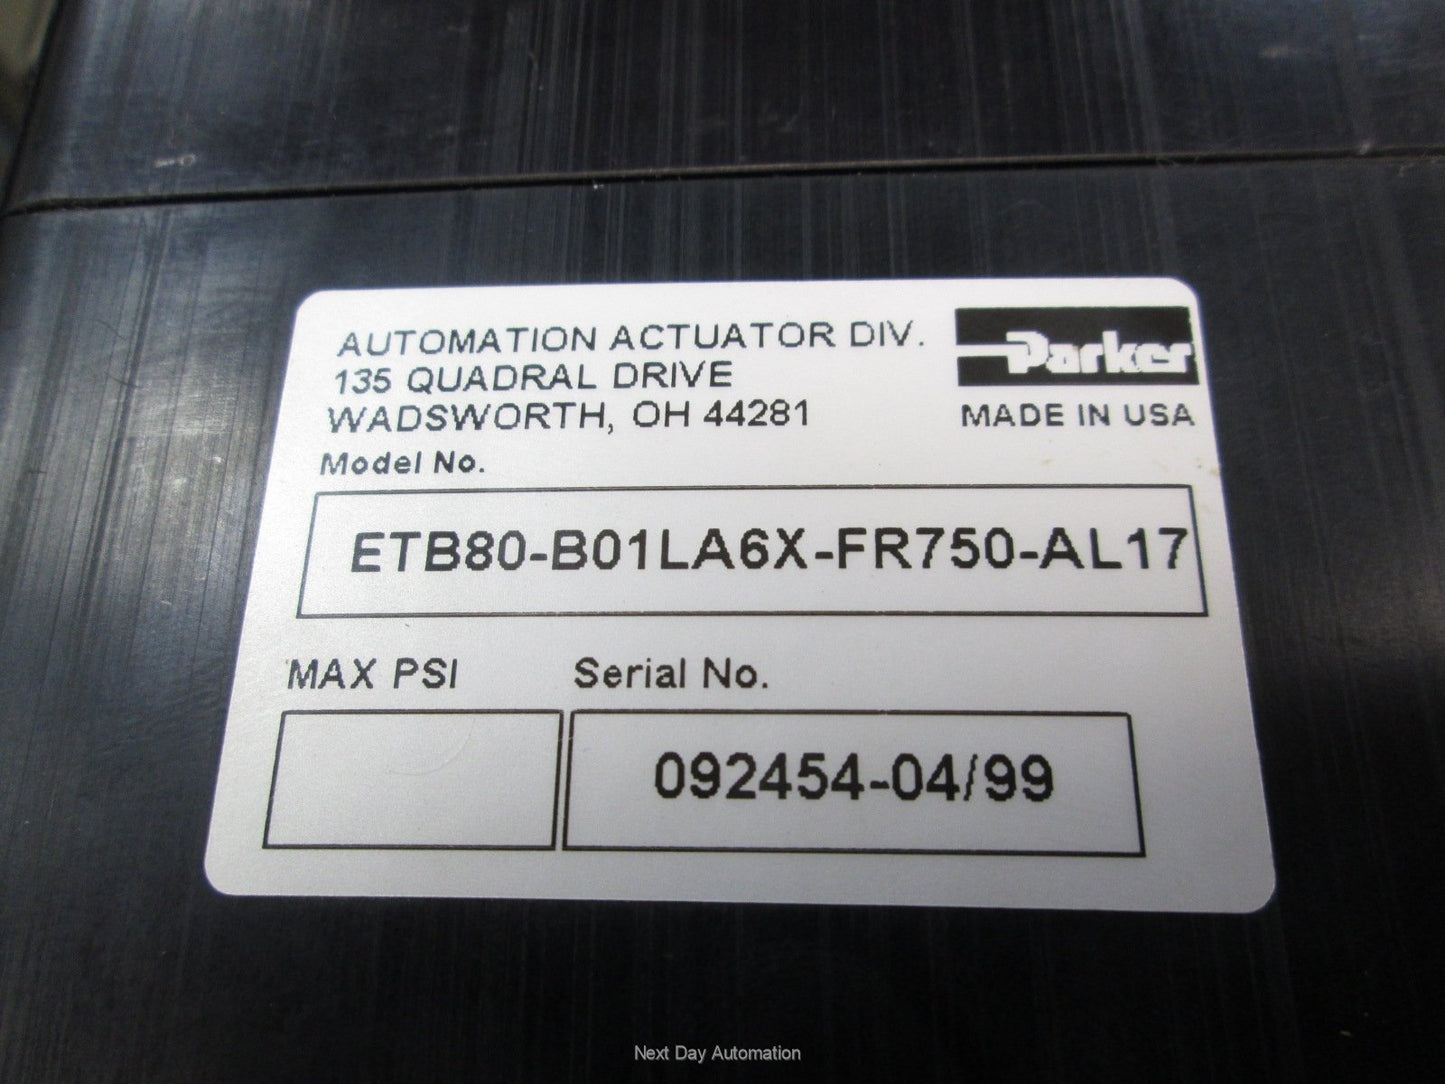 AUTOMATION ACTUATOR DIV.
135 QUADRAL DRIVE
WADSWORTH, OH 44281
Parker
MADE IN USA
Model No.
ETB80-B01LA6X-FR750-AL17
MAX PSI
Serial No.
092454-04/99
Next Day Automation